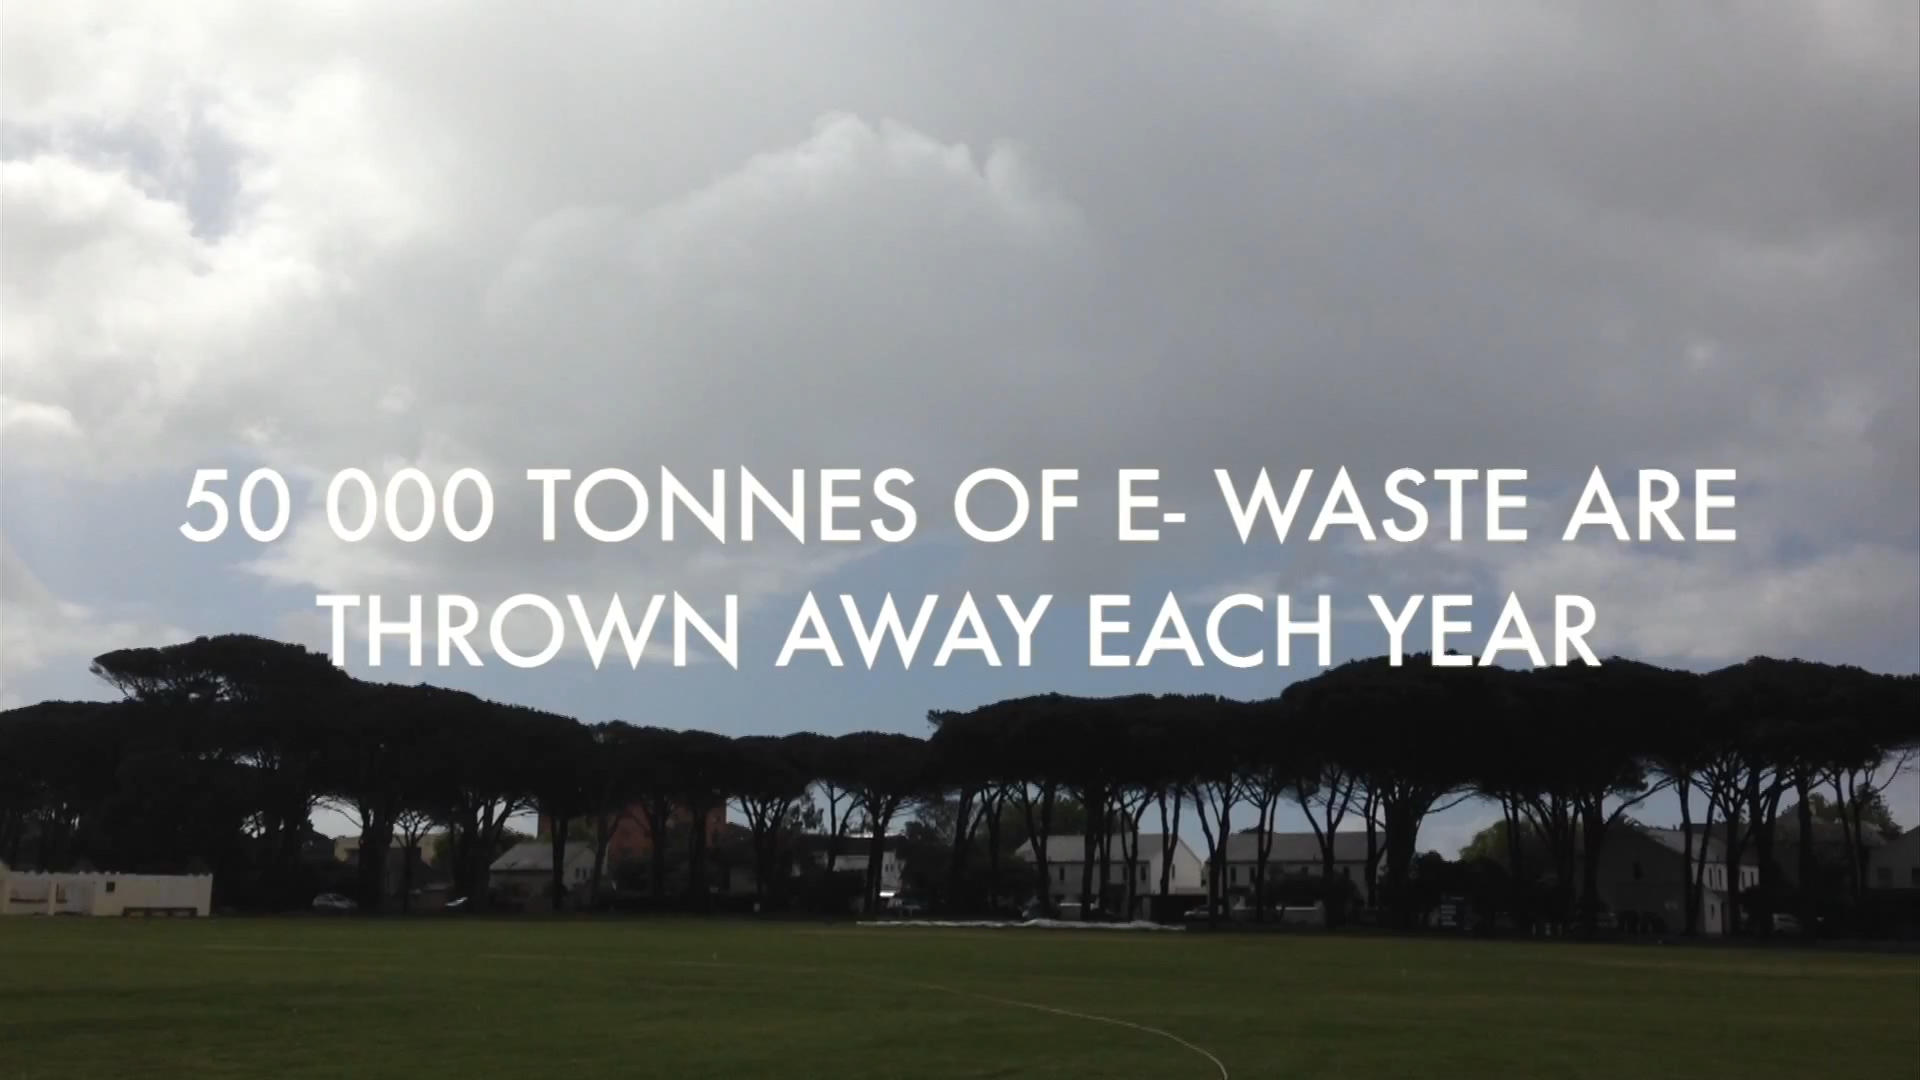 50 000 TONNES OF E- WASTE ARE
THROWN AWAY EACH YEAR